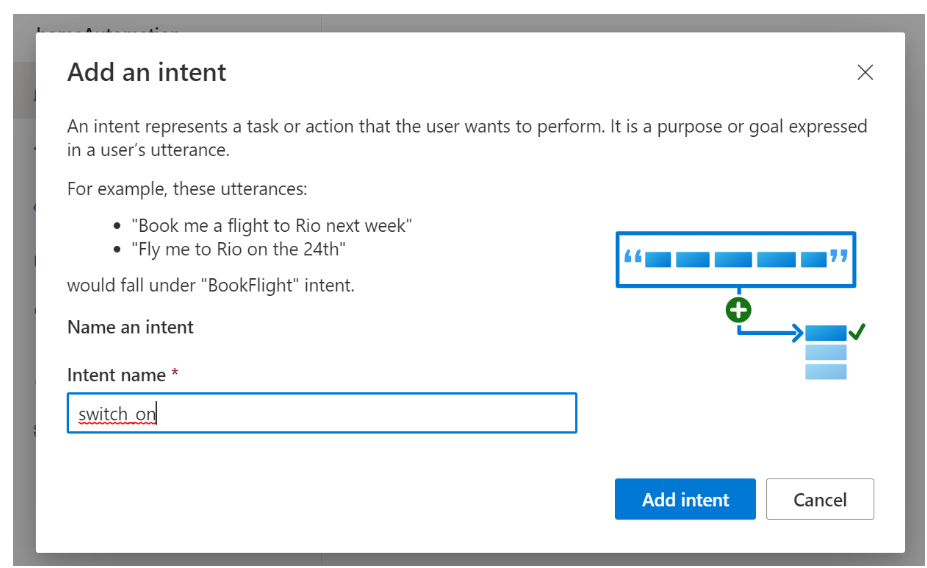 Add an intent
An intent represents a task or action that the user wants to perform. It is a purpose or goal expressed
in a user’s utterance.
For example, these utterances:
• "Book me a flight to Rio next week"
• "Fly me to Rio on the 24th"
would fall under "BookFlight" intent.
Name an intent
Intent name *
switch_on
Add intent
Cancel